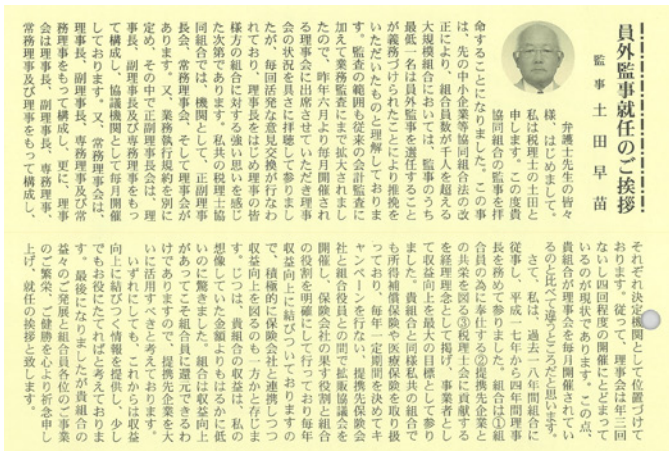 員外監事就任のご挨拶
監事 土田早苗
弁護士先生の皆々
様、はじめまして。
私は税理士の土田と
申します。この度貴
協同組合の監事を拝
命することになりました。この事
は、先の中小企業等協同組合法の改
正により、組合員数が千人を超える
大規模組合においては、監事のうち
最低一名は員外監事を選任すること
が義務づけられたことにより推挽を
いただいたものと理解しておりま
す。監査の範囲も従来の会計監査に
加えて業務監査にまで拡大されまし
たので、昨年六月より毎月開催され
る理事会に出席させていただき理事
会の状況を具さに拝聴して参りまし
たが、毎回活発な意見交換が行なわ
れており、理事長をはじめ理事の皆
様方の組合に対する強い思いを感じ
た次第であります。私共の税理士協
同組合では、機関として、正副理事
長会、常務理事会、そして理事会が
あります。又、業務執行規約を別に
定め、その中で正副理事長会は、理
事長、副理事長及び専務理事をもっ
て構成し、協議機関として毎月開催
しております。又、常務理事会は、
理事長、副理事長、専務理事及び常
務理事をもって構成し、更に、理事
会は理事長、副理事長、専務理事、
常務理事及び理事をもって構成し、
それぞれ決定機関として位置づけて
おります。従って、理事会は年三回
ないし四回程度の開催にとどまって
いるのが現状であります。この点、
貴組合が理事会を毎月開催されてい
るのと比べて違うところだと思います。
さて、私は、過去一八年間組合に
従事し、平成一七年から四年間理事
長を務めて参りました。組合は①組
合員の為に奉仕する②提携先企業と
の共栄を図る③税理士会に貢献する
を経理理念として掲げ、事業者とし
て収益向上を最大の目標として参り
ました。貴組合と同様私共の組合で
も所得補償保険や医療保険を取り扱
っており、毎年一定期間を決めてキ
ャンペーンを行ない、提携先保険会
社と組合役員との間で拡販協議会を
開催し、保険会社の果す役割と組合
の役割を明確にして行っており毎年
収益向上に結びついておりますの
で、積極的に保険会社と連携しつつ
収益向上を図るのも一方かと存じま
す。じつは、貴組合の収益は、私の
想像していた金額よりもはるかに低
いのに驚きました。組合は収益向上
があってこそ組合員に還元できるわ
けでありますので、提携先企業を大
いに活用すべきと考えております。
いずれにしても、これからは収益
向上に結びつく情報を提供し、少し
でもお役にたてればと考えておりま
す。最後になりましたが貴組合の
益々のご発展と組合員各位のご事業
のご繁栄、ご健勝を心より祈念申し
上げ、就任の挨拶と致します。